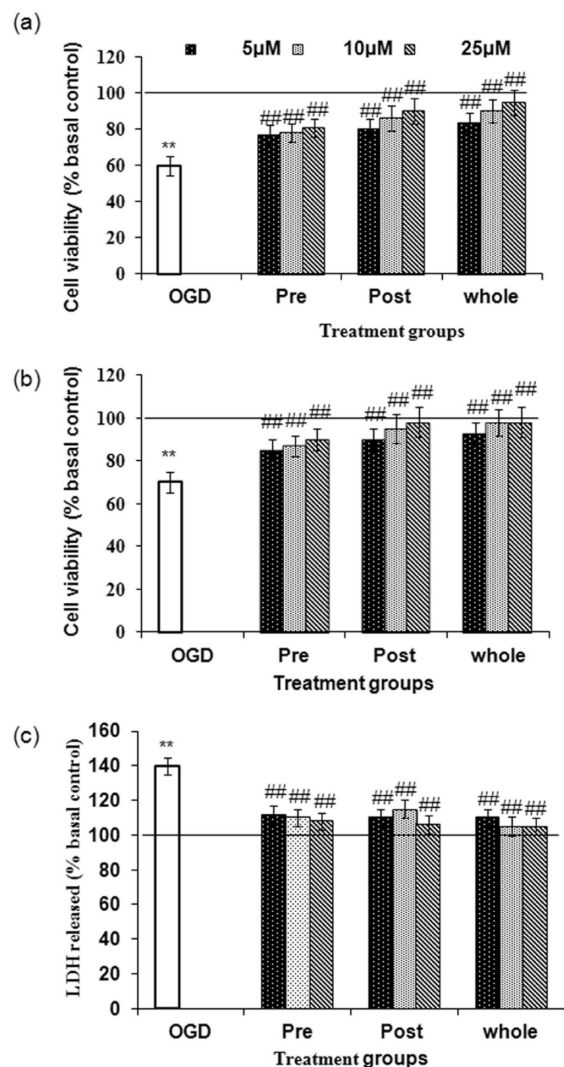 (a)
5µM 10µM 25µM
120
100
80
60
40
20
0
Cell viability (% basal control)
**
## ## ##
## ## ##
## ## ##
OGD Pre Post whole
Treatment groups
(b)
120
100
80
60
40
20
0
Cell viability (% basal control)
**
## ## ##
## ## ##
## ## ##
OGD Pre Post whole
Treatment groups
(c)
160
140
120
100
80
60
40
20
0
LDH released (% basal control)
**
## ## ##
## ## ##
## ## ##
OGD Pre Post whole
Treatment groups